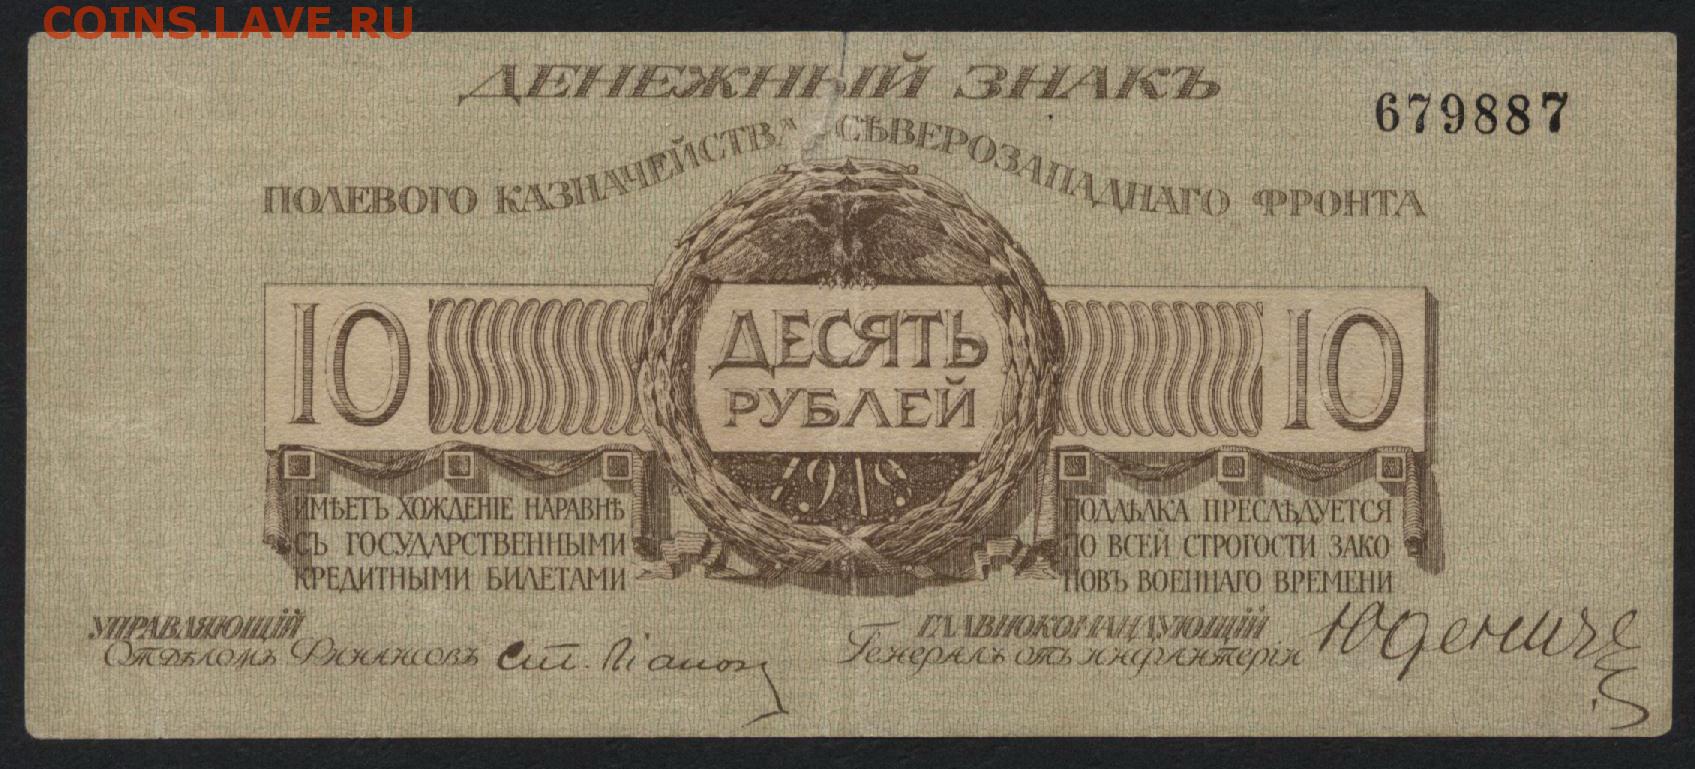 COINS.LAVE.RU
ДЕНЕЖНЫЙ ЗНАКЪ
679887
ПОЛЕВОГО КАЗНАЧЕЙСТВА СѢВЕРОЗАПАДНАГО ФРОНТА
10
ДЕСЯТЬ
РУБЛЕЙ
10
1919
ИМѢЕТЪ ХОЖДЕНІЕ НАРАВНѢ
СЪ ГОСУДАРСТВЕННЫМИ
КРЕДИТНЫМИ БИЛЕТАМИ
ПОДДѢЛКА ПРЕСЛѢДУЕТСЯ
ПО ВСЕЙ СТРОГОСТИ ЗАКО
НОВЪ ВОЕННАГО ВРЕМЕНИ
УПРАВЛЯЮЩІЙ
Отдѣломъ Финансовъ
ГЛАВНОКОМАНДУЮЩІЙ
Генералъ отъ инфантеріи Юденичъ